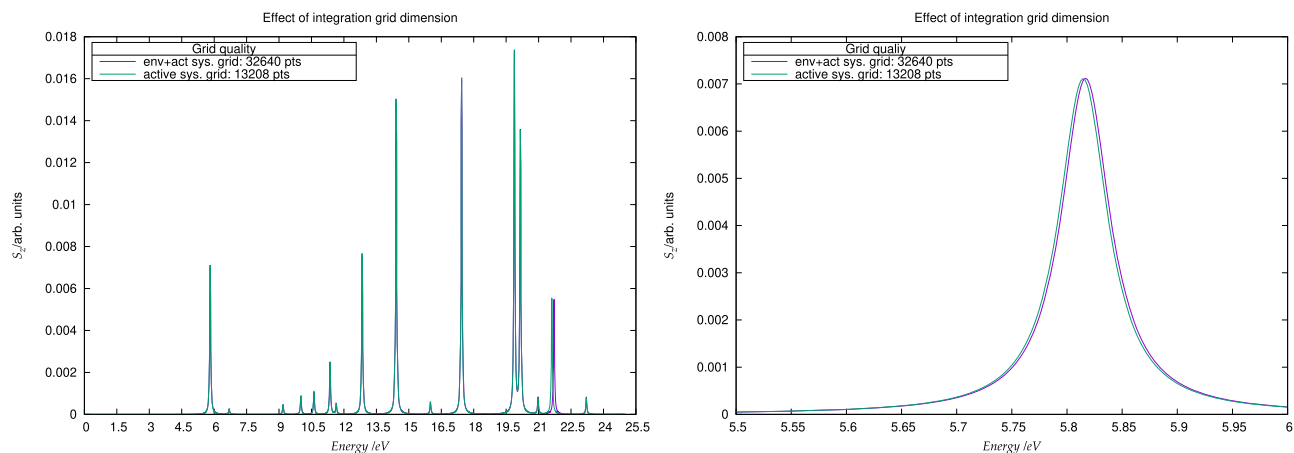 Effect of integration grid dimension
Grid quality
env+act sys. grid: 32640 pts
active sys. grid: 13208 pts
0.018
0.016
0.014
0.012
0.01
0.008
0.006
0.004
0.002
0
Sz/arb. units
0 1.5 3 4.5 6 7.5 9 10.5 12 13.5 15 16.5 18 19.5 21 22.5 24 25.5
Energy /eV
Effect of integration grid dimension
Grid quality
env+act sys. grid: 32640 pts
active sys. grid: 13208 pts
0.008
0.007
0.006
0.005
0.004
0.003
0.002
0.001
0
Sz/arb. units
5.5 5.55 5.6 5.65 5.7 5.75 5.8 5.85 5.9 5.95 6
Energy /eV